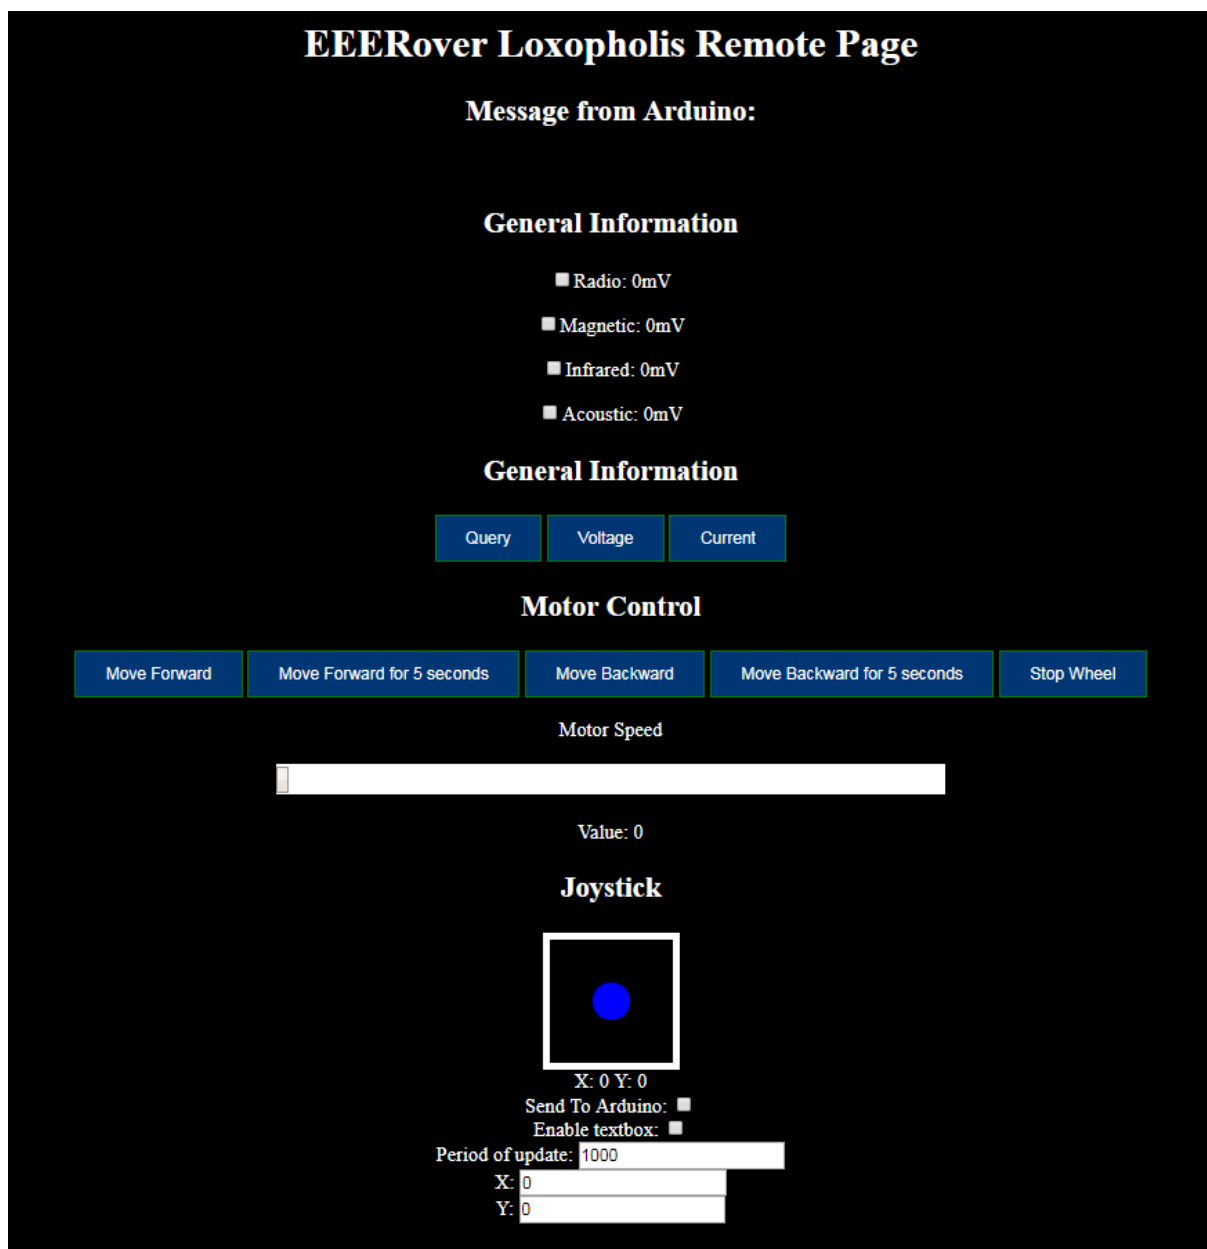 EEERover Loxopholis Remote Page
Message from Arduino:
General Information
Radio: 0mV
Magnetic: 0mV
Infrared: 0mV
Acoustic: 0mV
General Information
Query Voltage Current
Motor Control
Move Forward Move Forward for 5 seconds Move Backward Move Backward for 5 seconds Stop Wheel
Motor Speed
Value: 0
Joystick
X: 0 Y: 0
Send To Arduino:
Enable textbox:
Period of update: 1000
X: 0
Y: 0